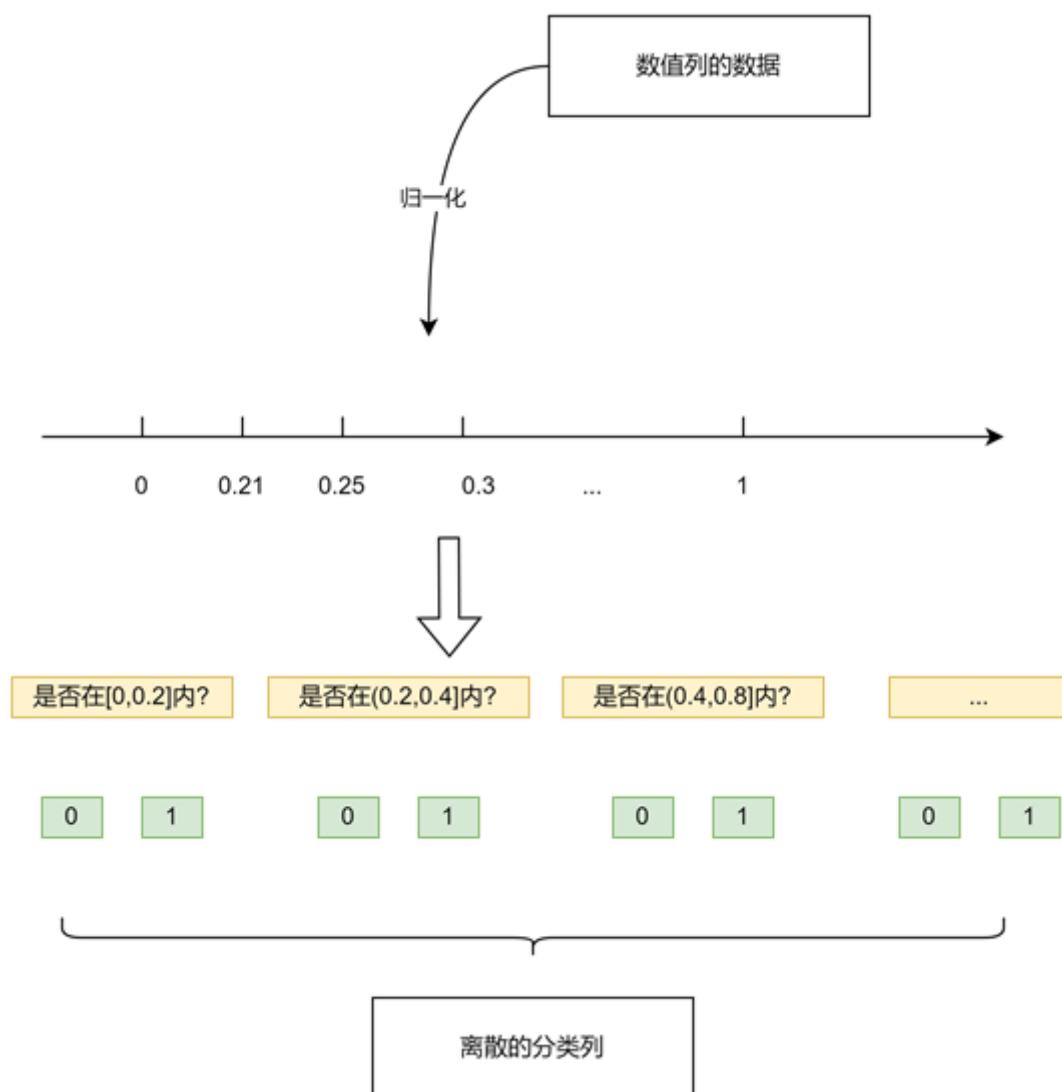 数值列的数据
归一化
0 0.21 0.25 0.3 ... 1
是否在[0,0.2]内? 是否在(0.2,0.4]内? 是否在(0.4,0.8]内? ...
0 1 0 1 0 1 0 1
离散的分类列